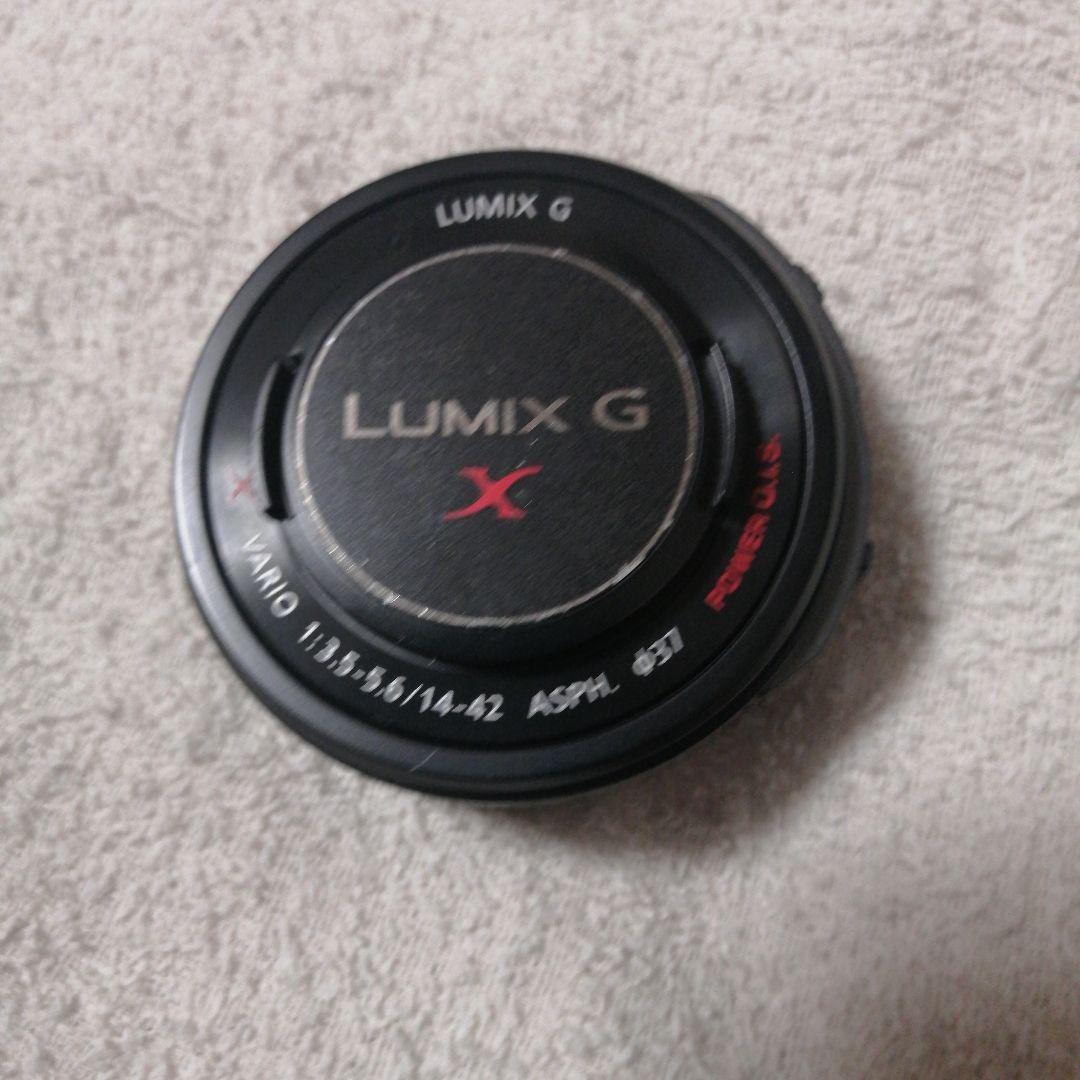 LUMIX G
LUMIX G
X
X VARIO 1:3.5-5.6/14-42 ASPH. Φ37
POWER O.I.S.